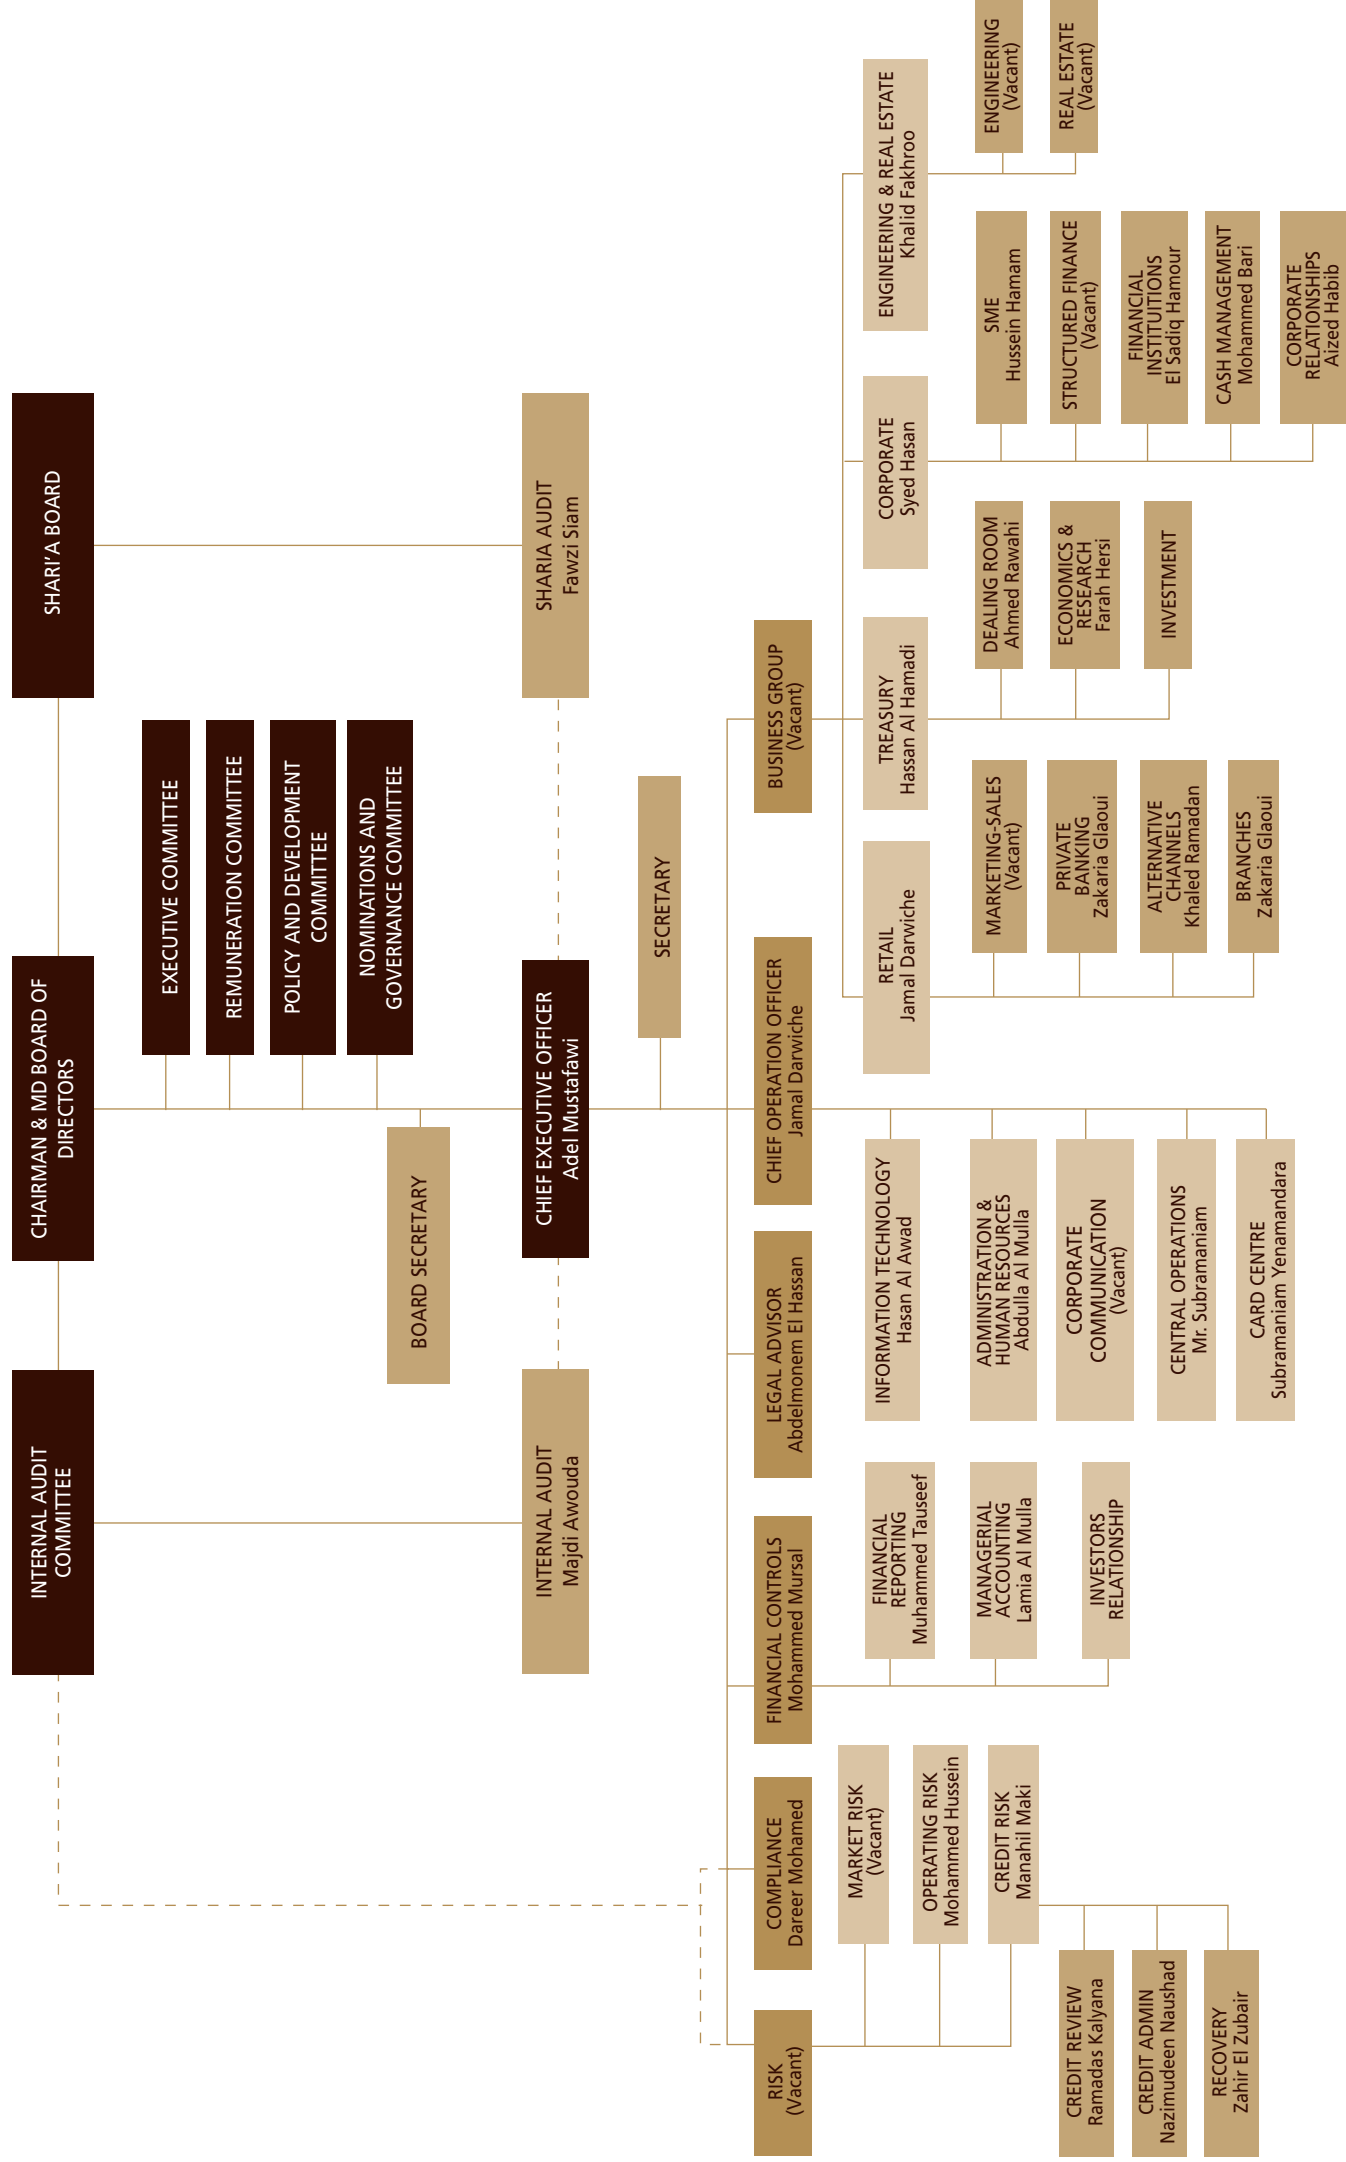 INTERNAL AUDIT
COMMITTEE
CHAIRMAN & MD BOARD OF
DIRECTORS
SHARI'A BOARD
EXECUTIVE COMMITTEE
REMUNERATION COMMITTEE
POLICY AND DEVELOPMENT
COMMITTEE
NOMINATIONS AND
GOVERNANCE COMMITTEE
BOARD SECRETARY
INTERNAL AUDIT
Majdi Awouda
CHIEF EXECUTIVE OFFICER
Adel Mustafawi
SHARIA AUDIT
Fawzi Siam
SECRETARY
RISK
(Vacant)
COMPLIANCE
Dareer Mohamed
FINANCIAL CONTROLS
Mohammed Mursal
LEGAL ADVISOR
Abdelmonem El Hassan
CHIEF OPERATION OFFICER
Jamal Darwiche
BUSINESS GROUP
(Vacant)
MARKET RISK
(Vacant)
OPERATING RISK
Mohammed Hussein
CREDIT RISK
Manahil Maki
CREDIT REVIEW
Ramadas Kalyana
CREDIT ADMIN
Nazimudeen Naushad
RECOVERY
Zahir El Zubair
FINANCIAL
REPORTING
Muhammed Tauseef
MANAGERIAL
ACCOUNTING
Lamia Al Mulla
INVESTORS
RELATIONSHIP
INFORMATION TECHNOLOGY
Hasan Al Awad
ADMINISTRATION &
HUMAN RESOURCES
Abdulla Al Mulla
CORPORATE
COMMUNICATION
(Vacant)
CENTRAL OPERATIONS
Mr. Subramaniam
CARD CENTRE
Subramaniam Yenamandara
RETAIL
Jamal Darwiche
MARKETING-SALES
(Vacant)
PRIVATE
BANKING
Zakaria Glaoui
ALTERNATIVE
CHANNELS
Khaled Ramadan
BRANCHES
Zakaria Glaoui
TREASURY
Hassan Al Hamadi
DEALING ROOM
Ahmed Rawahi
ECONOMICS &
RESEARCH
Farah Hersi
INVESTMENT
CORPORATE
Syed Hasan
SME
Hussein Hamam
STRUCTURED FINANCE
(Vacant)
FINANCIAL
INSTITUITIONS
El Sadiq Hamour
CASH MANAGEMENT
Mohammed Bari
CORPORATE
RELATIONSHIPS
Aized Habib
ENGINEERING & REAL ESTATE
Khalid Fakhroo
ENGINEERING
(Vacant)
REAL ESTATE
(Vacant)